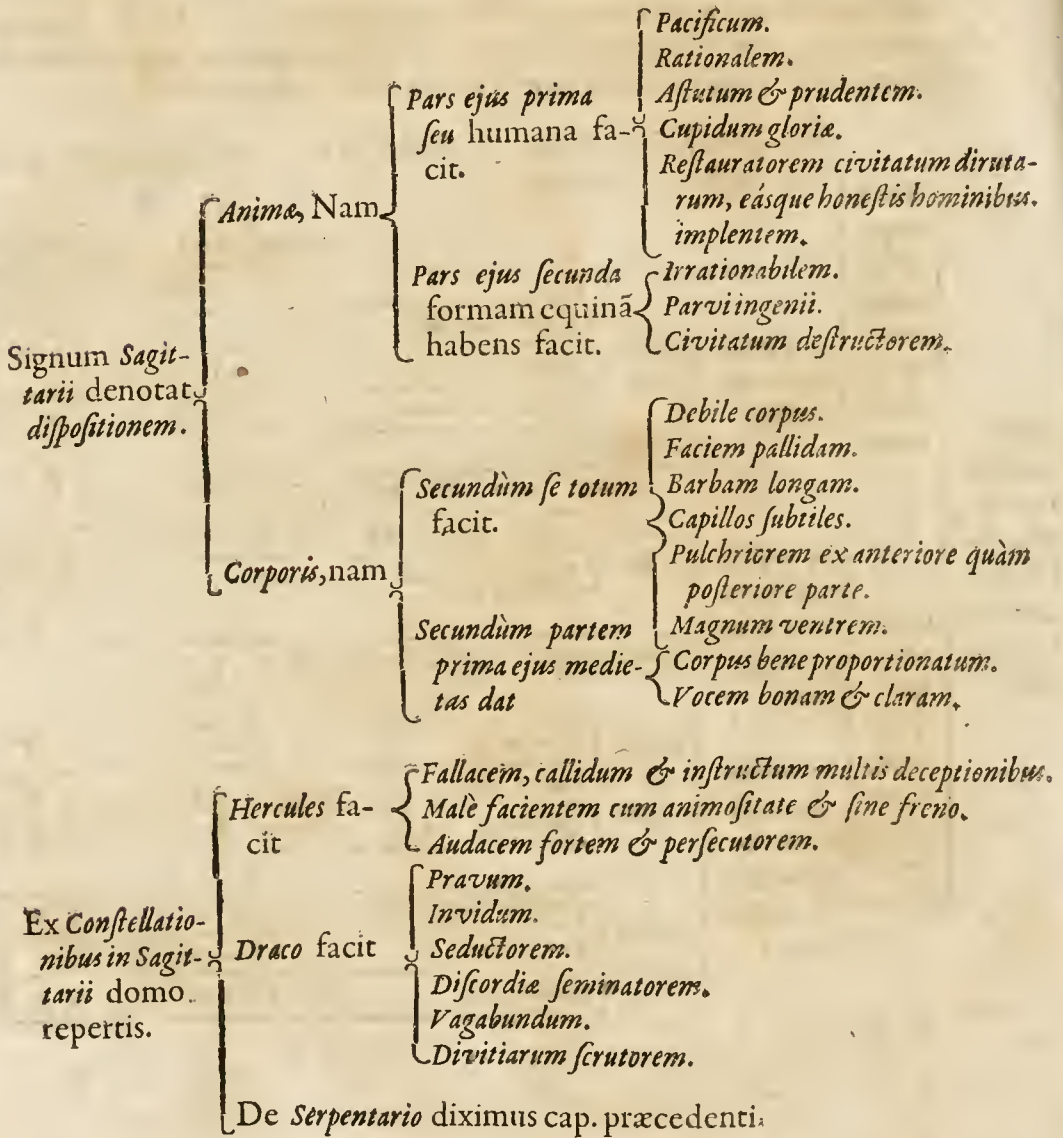 Signum Sagit-
tarii denotat
diſpoſitionem.
Animæ, Nam
Pars ejus prima
ſeu humana fa-
cit.
Pacificum.
Rationalem.
Aſtutum & prudentem.
Cupidum gloriæ.
Reſtauratorem civitatum diruta-
rum, eásque honeſtis hominibus.
implentem.
Pars ejus ſecunda
formam equinã
habens facit.
Irrationabilem.
Parvi ingenii.
Civitatum deſtructorem.
Corporis, nam
Secundùm ſe totum
facit.
Debile corpus.
Faciem pallidam.
Barbam longam.
Capillos ſubtiles.
Pulchriorem ex anteriore quàm
poſteriore parte.
Magnum ventrem.
Secundùm partem
prima ejus medie-
tas dat
Corpus bene proportionatum.
Vocem bonam & claram.
Ex Conſtellatio-
nibus in Sagit-
tarii domo.
repertis.
Hercules fa-
cit
Fallacem, callidum & inſtructum multis deceptionibus.
Malè facientem cum animoſitate & ſine freno.
Audacem fortem & perſecutorem.
Draco facit
Pravum.
Invidum.
Seductorem.
Diſcordiæ ſeminatorem.
Vagabundum.
Divitiarum ſcrutorem.
De Serpentario diximus cap. præcedenti.